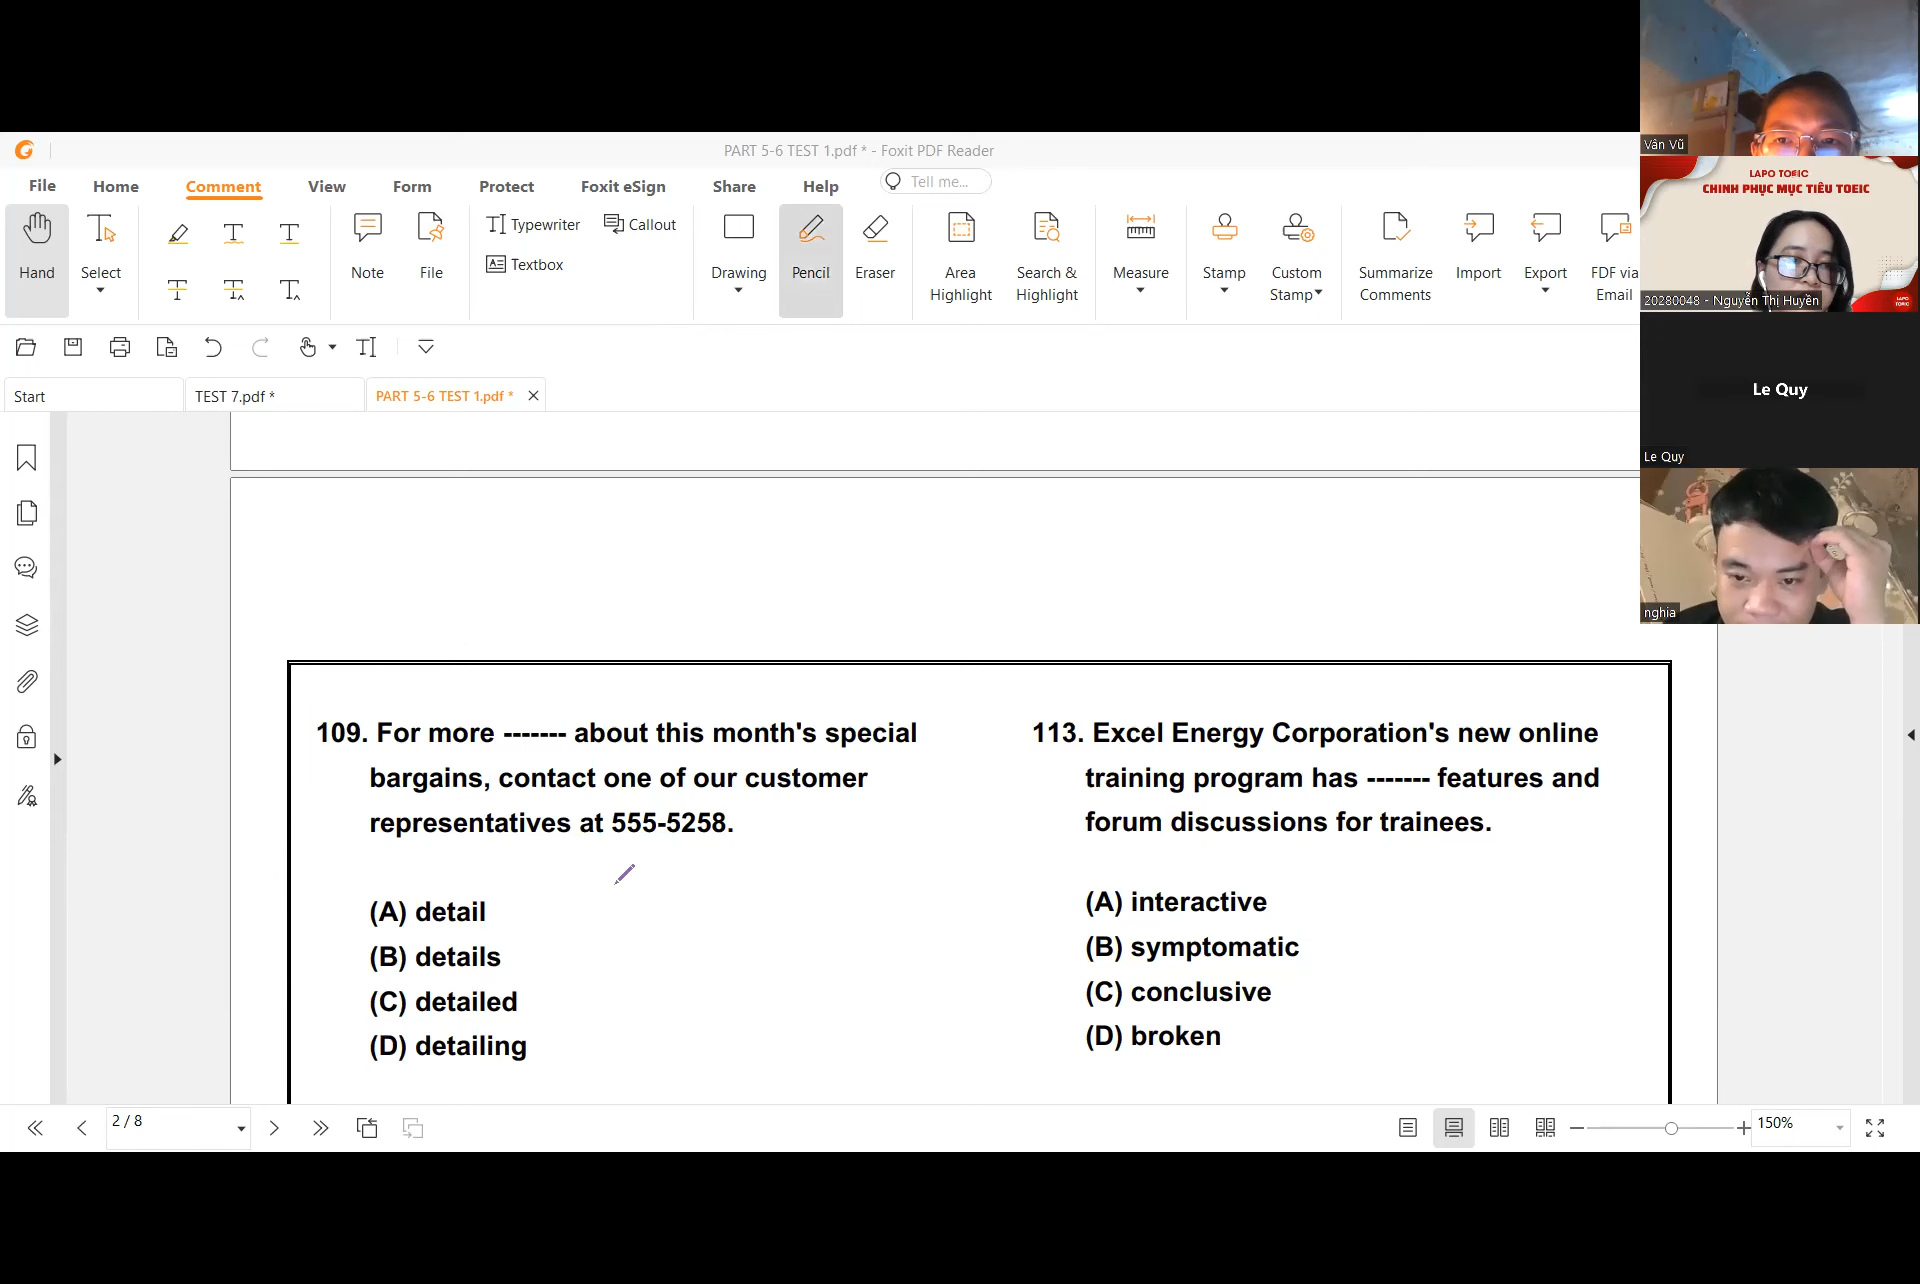 PART 5-6 TEST 1.pdf * - Foxit PDF Reader
File
Home
Comment
View
Form
Protect
Foxit eSign
Share
Help
Tell me...
Hand
Select
Note
File
Typewriter
Callout
Textbox
Drawing
Pencil
Eraser
Area
Highlight
Search &
Highlight
Measure
Stamp
Custom
Stamp
Summarize
Comments
Import
Export
FDF via
Email
Start
TEST 7.pdf *
PART 5-6 TEST 1.pdf *
109. For more ------- about this month's special
bargains, contact one of our customer
representatives at 555-5258.
(A) detail
(B) details
(C) detailed
(D) detailing
113. Excel Energy Corporation's new online
training program has ------- features and
forum discussions for trainees.
(A) interactive
(B) symptomatic
(C) conclusive
(D) broken
2 / 8
150%
Vân Vũ
LAPO TOEIC
CHINH PHỤC MỤC TIÊU TOEIC
20280048 - Nguyễn Thị Huyền
LAPO
TOEIC
Le Quy
Le Quy
nghia